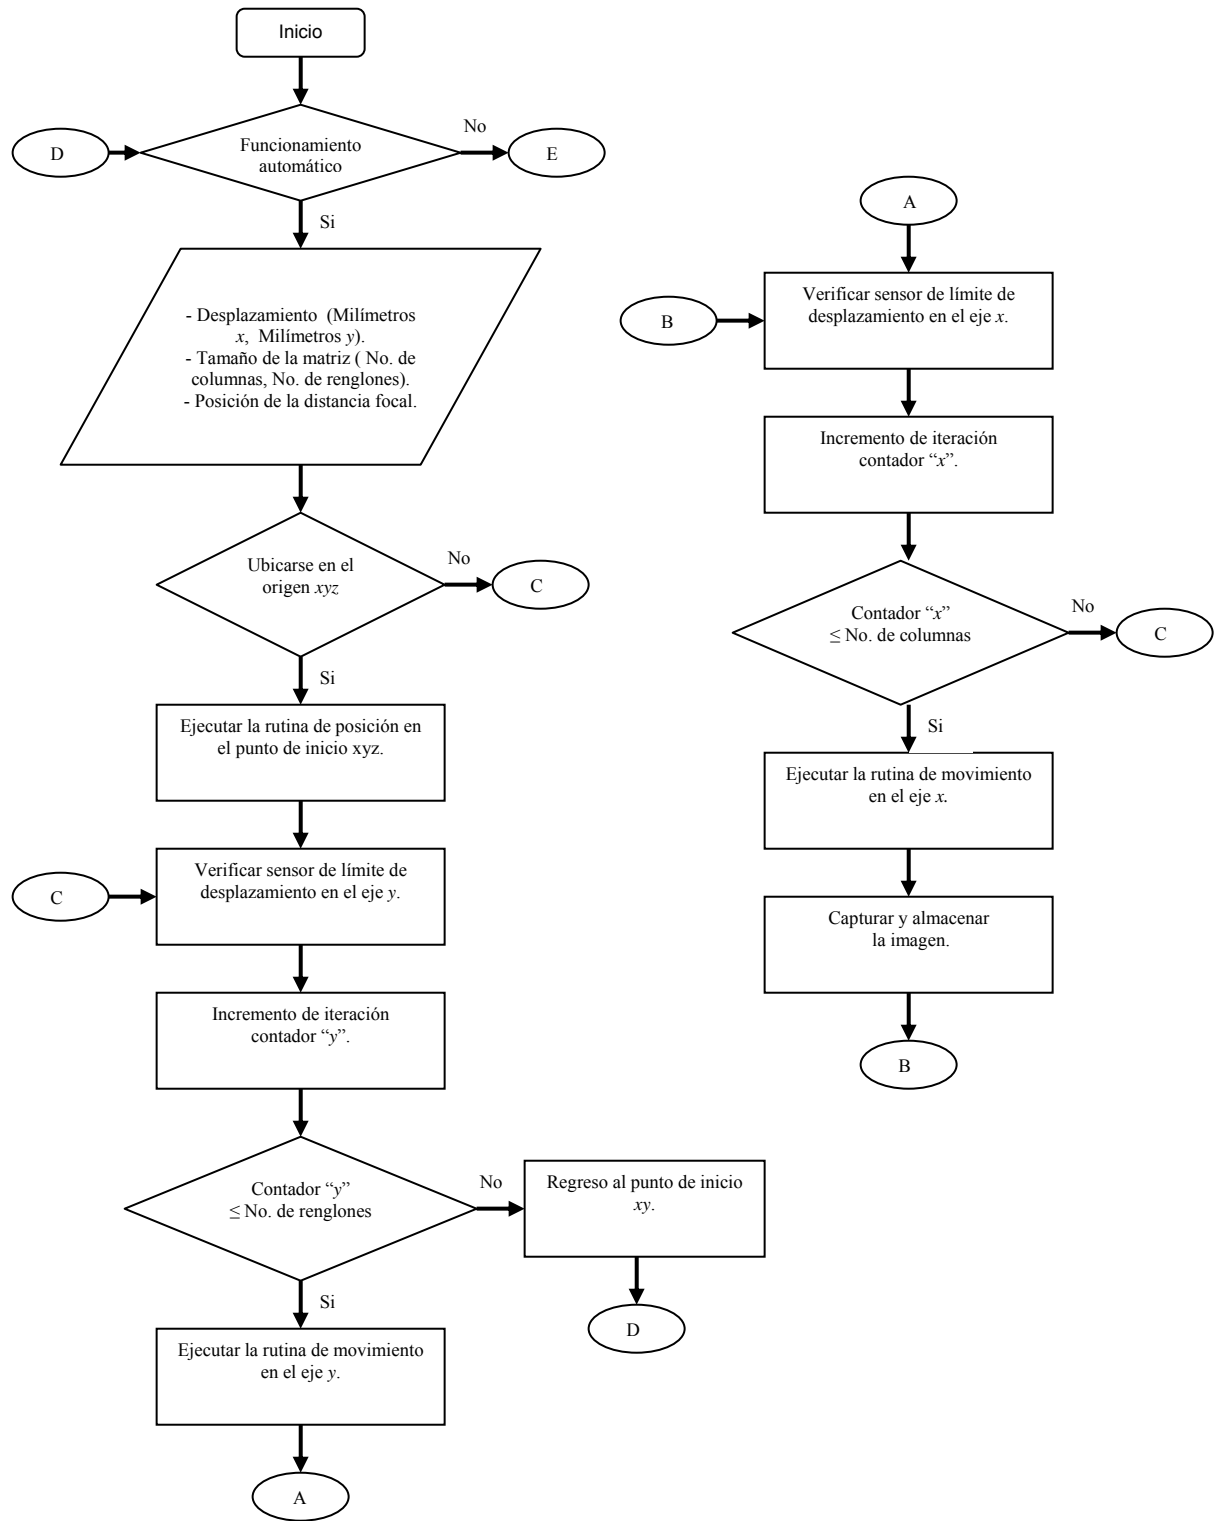 Inicio
D
Funcionamiento
automático
No
E
Si
- Desplazamiento (Milímetros
x, Milímetros y).
- Tamaño de la matriz ( No. de
columnas, No. de renglones).
- Posición de la distancia focal.
Ubicarse en el
origen xyz
No
C
Si
Ejecutar la rutina de posición en
el punto de inicio xyz.
C
Verificar sensor de límite de
desplazamiento en el eje y.
Incremento de iteración
contador “y”.
Contador “y”
≤ No. de renglones
No
Regreso al punto de inicio
xy.
D
Si
Ejecutar la rutina de movimiento
en el eje y.
A
A
B
Verificar sensor de límite de
desplazamiento en el eje x.
Incremento de iteración
contador “x”.
Contador “x”
≤ No. de columnas
No
C
Si
Ejecutar la rutina de movimiento
en el eje x.
Capturar y almacenar
la imagen.
B